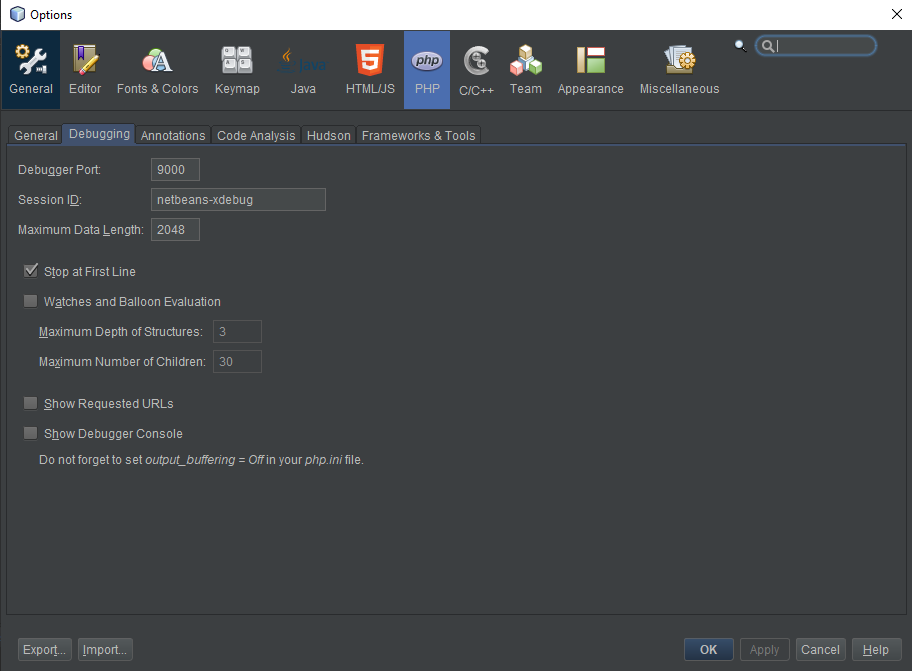 Options
General Editor Fonts & Colors Keymap Java HTML/JS PHP C/C++ Team Appearance Miscellaneous
General Debugging Annotations Code Analysis Hudson Frameworks & Tools
Debugger Port: 9000
Session ID: netbeans-xdebug
Maximum Data Length: 2048
Stop at First Line
Watches and Balloon Evaluation
Maximum Depth of Structures: 3
Maximum Number of Children: 30
Show Requested URLs
Show Debugger Console
Do not forget to set output_buffering = Off in your php.ini file.
Export... Import... OK Apply Cancel Help